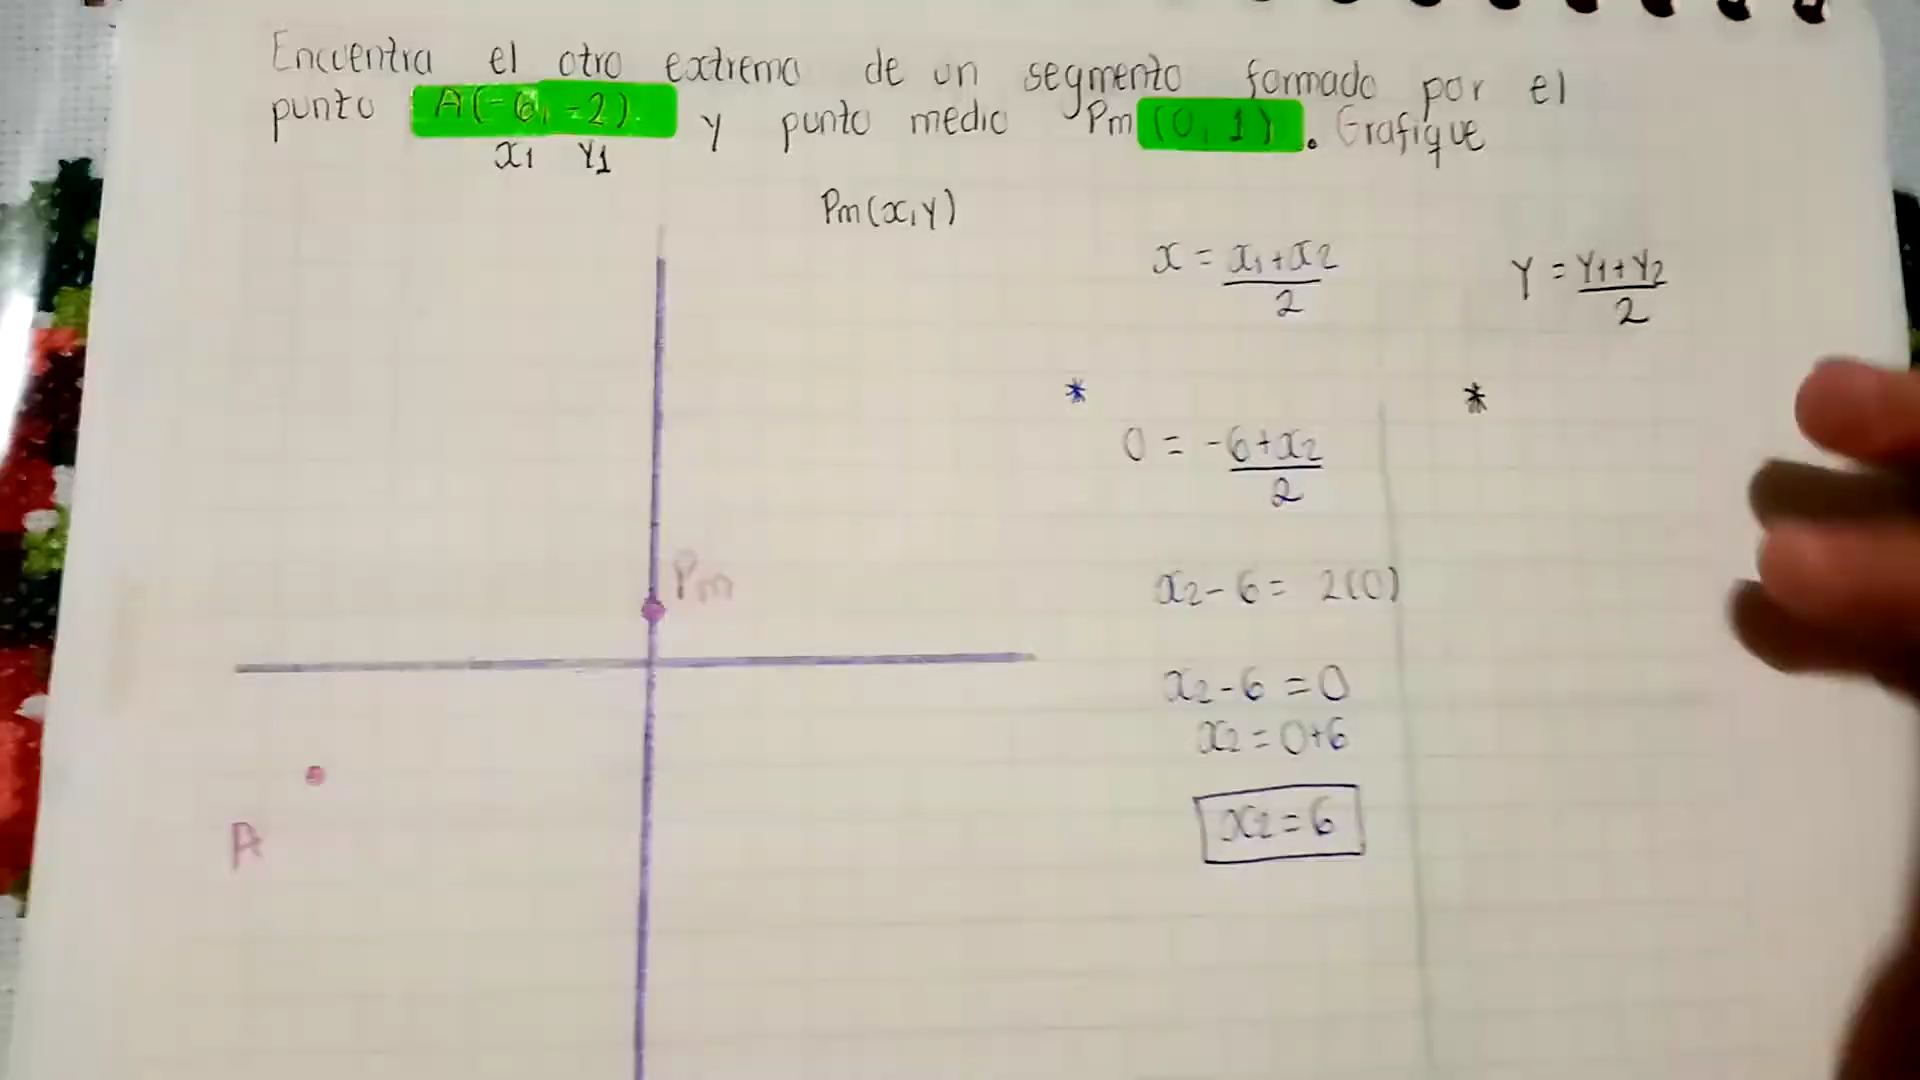 Encuentra el otro extremo de un segmento formado por el
punto A(-6, -2) y punto medio Pm(0, 1). Grafique
x1 Y1
Pm(x,y)
x = x1+x2
2
Y = Y1+Y2
2
*
0 = -6+x2
2
x2-6 = 2(0)
x2-6 = 0
x2 = 0+6
x2 = 6
*
Pm
A